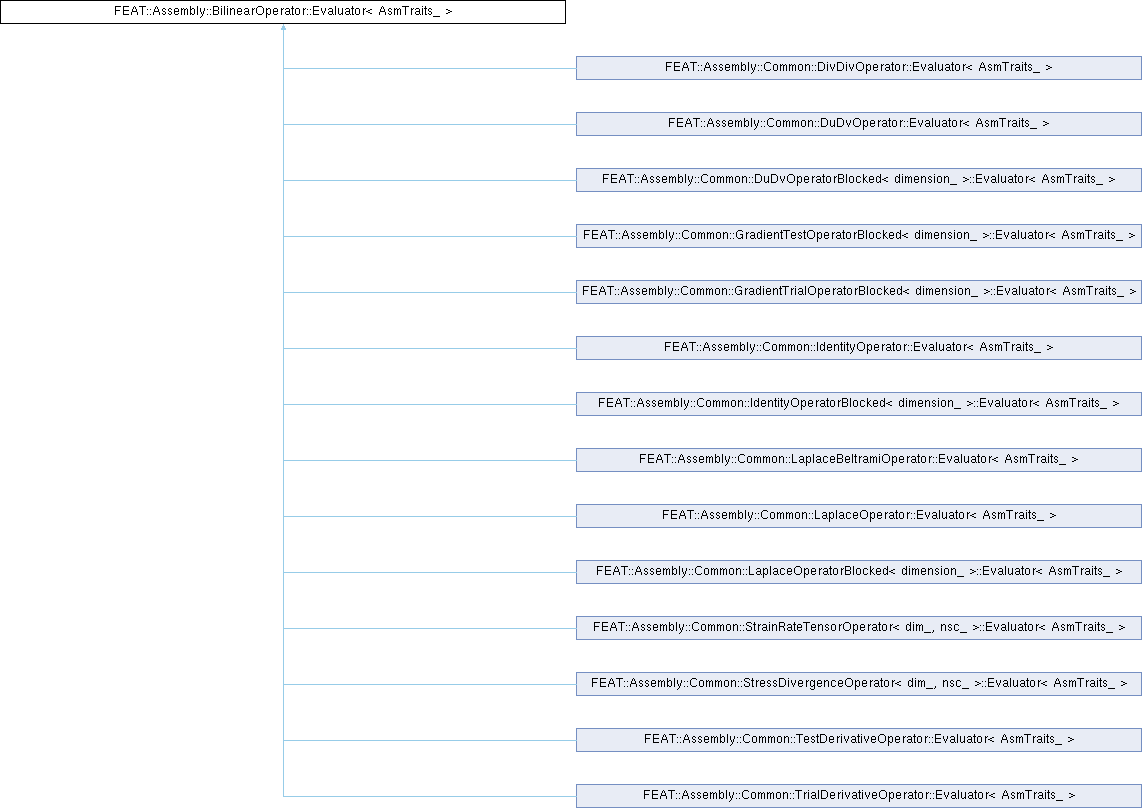 FEAT::Assembly::BilinearOperator::Evaluator< AsmTraits_ >
FEAT::Assembly::Common::DivDivOperator::Evaluator< AsmTraits_ >
FEAT::Assembly::Common::DuDvOperator::Evaluator< AsmTraits_ >
FEAT::Assembly::Common::DuDvOperatorBlocked< dimension_ >::Evaluator< AsmTraits_ >
FEAT::Assembly::Common::GradientTestOperatorBlocked< dimension_ >::Evaluator< AsmTraits_ >
FEAT::Assembly::Common::GradientTrialOperatorBlocked< dimension_ >::Evaluator< AsmTraits_ >
FEAT::Assembly::Common::IdentityOperator::Evaluator< AsmTraits_ >
FEAT::Assembly::Common::IdentityOperatorBlocked< dimension_ >::Evaluator< AsmTraits_ >
FEAT::Assembly::Common::LaplaceBeltramiOperator::Evaluator< AsmTraits_ >
FEAT::Assembly::Common::LaplaceOperator::Evaluator< AsmTraits_ >
FEAT::Assembly::Common::LaplaceOperatorBlocked< dimension_ >::Evaluator< AsmTraits_ >
FEAT::Assembly::Common::StrainRateTensorOperator< dim_, nsc_ >::Evaluator< AsmTraits_ >
FEAT::Assembly::Common::StressDivergenceOperator< dim_, nsc_ >::Evaluator< AsmTraits_ >
FEAT::Assembly::Common::TestDerivativeOperator::Evaluator< AsmTraits_ >
FEAT::Assembly::Common::TrialDerivativeOperator::Evaluator< AsmTraits_ >